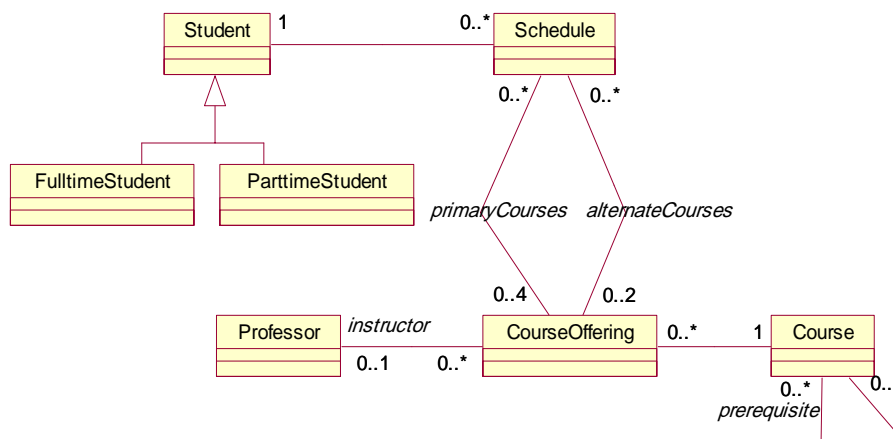 Student
1
0..*
Schedule
0..*
0..*
FulltimeStudent
ParttimeStudent
primaryCourses
alternateCourses
0..4
0..2
Professor
instructor
0..1
0..*
CourseOffering
0..*
1
Course
0..*
0..
prerequisite